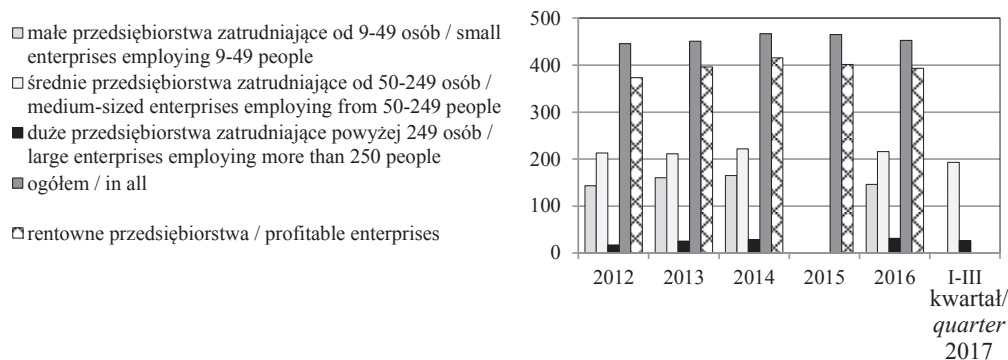 małe przedsiębiorstwa zatrudniające od 9-49 osób / small
enterprises employing 9-49 people
średnie przedsiębiorstwa zatrudniające od 50-249 osób /
medium-sized enterprises employing from 50-249 people
duże przedsiębiorstwa zatrudniające powyżej 249 osób /
large enterprises employing more than 250 people
ogółem / in all
rentowne przedsiębiorstwa / profitable enterprises
500
400
300
200
100
0
2012 2013 2014 2015 2016 I-III
kwartał/
quarter
2017